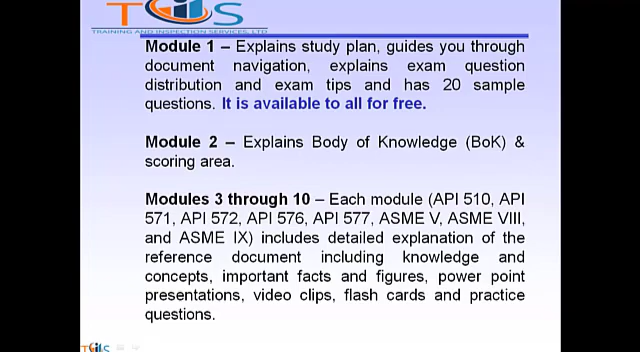 TIIS
TRAINING AND INSPECTION SERVICES, LTD
Module 1 – Explains study plan, guides you through
document navigation, explains exam question
distribution and exam tips and has 20 sample
questions. It is available to all for free.
Module 2 – Explains Body of Knowledge (BoK) &
scoring area.
Modules 3 through 10 – Each module (API 510, API
571, API 572, API 576, API 577, ASME V, ASME VIII,
and ASME IX) includes detailed explanation of the
reference document including knowledge and
concepts, important facts and figures, power point
presentations, video clips, flash cards and practice
questions.
TIIS